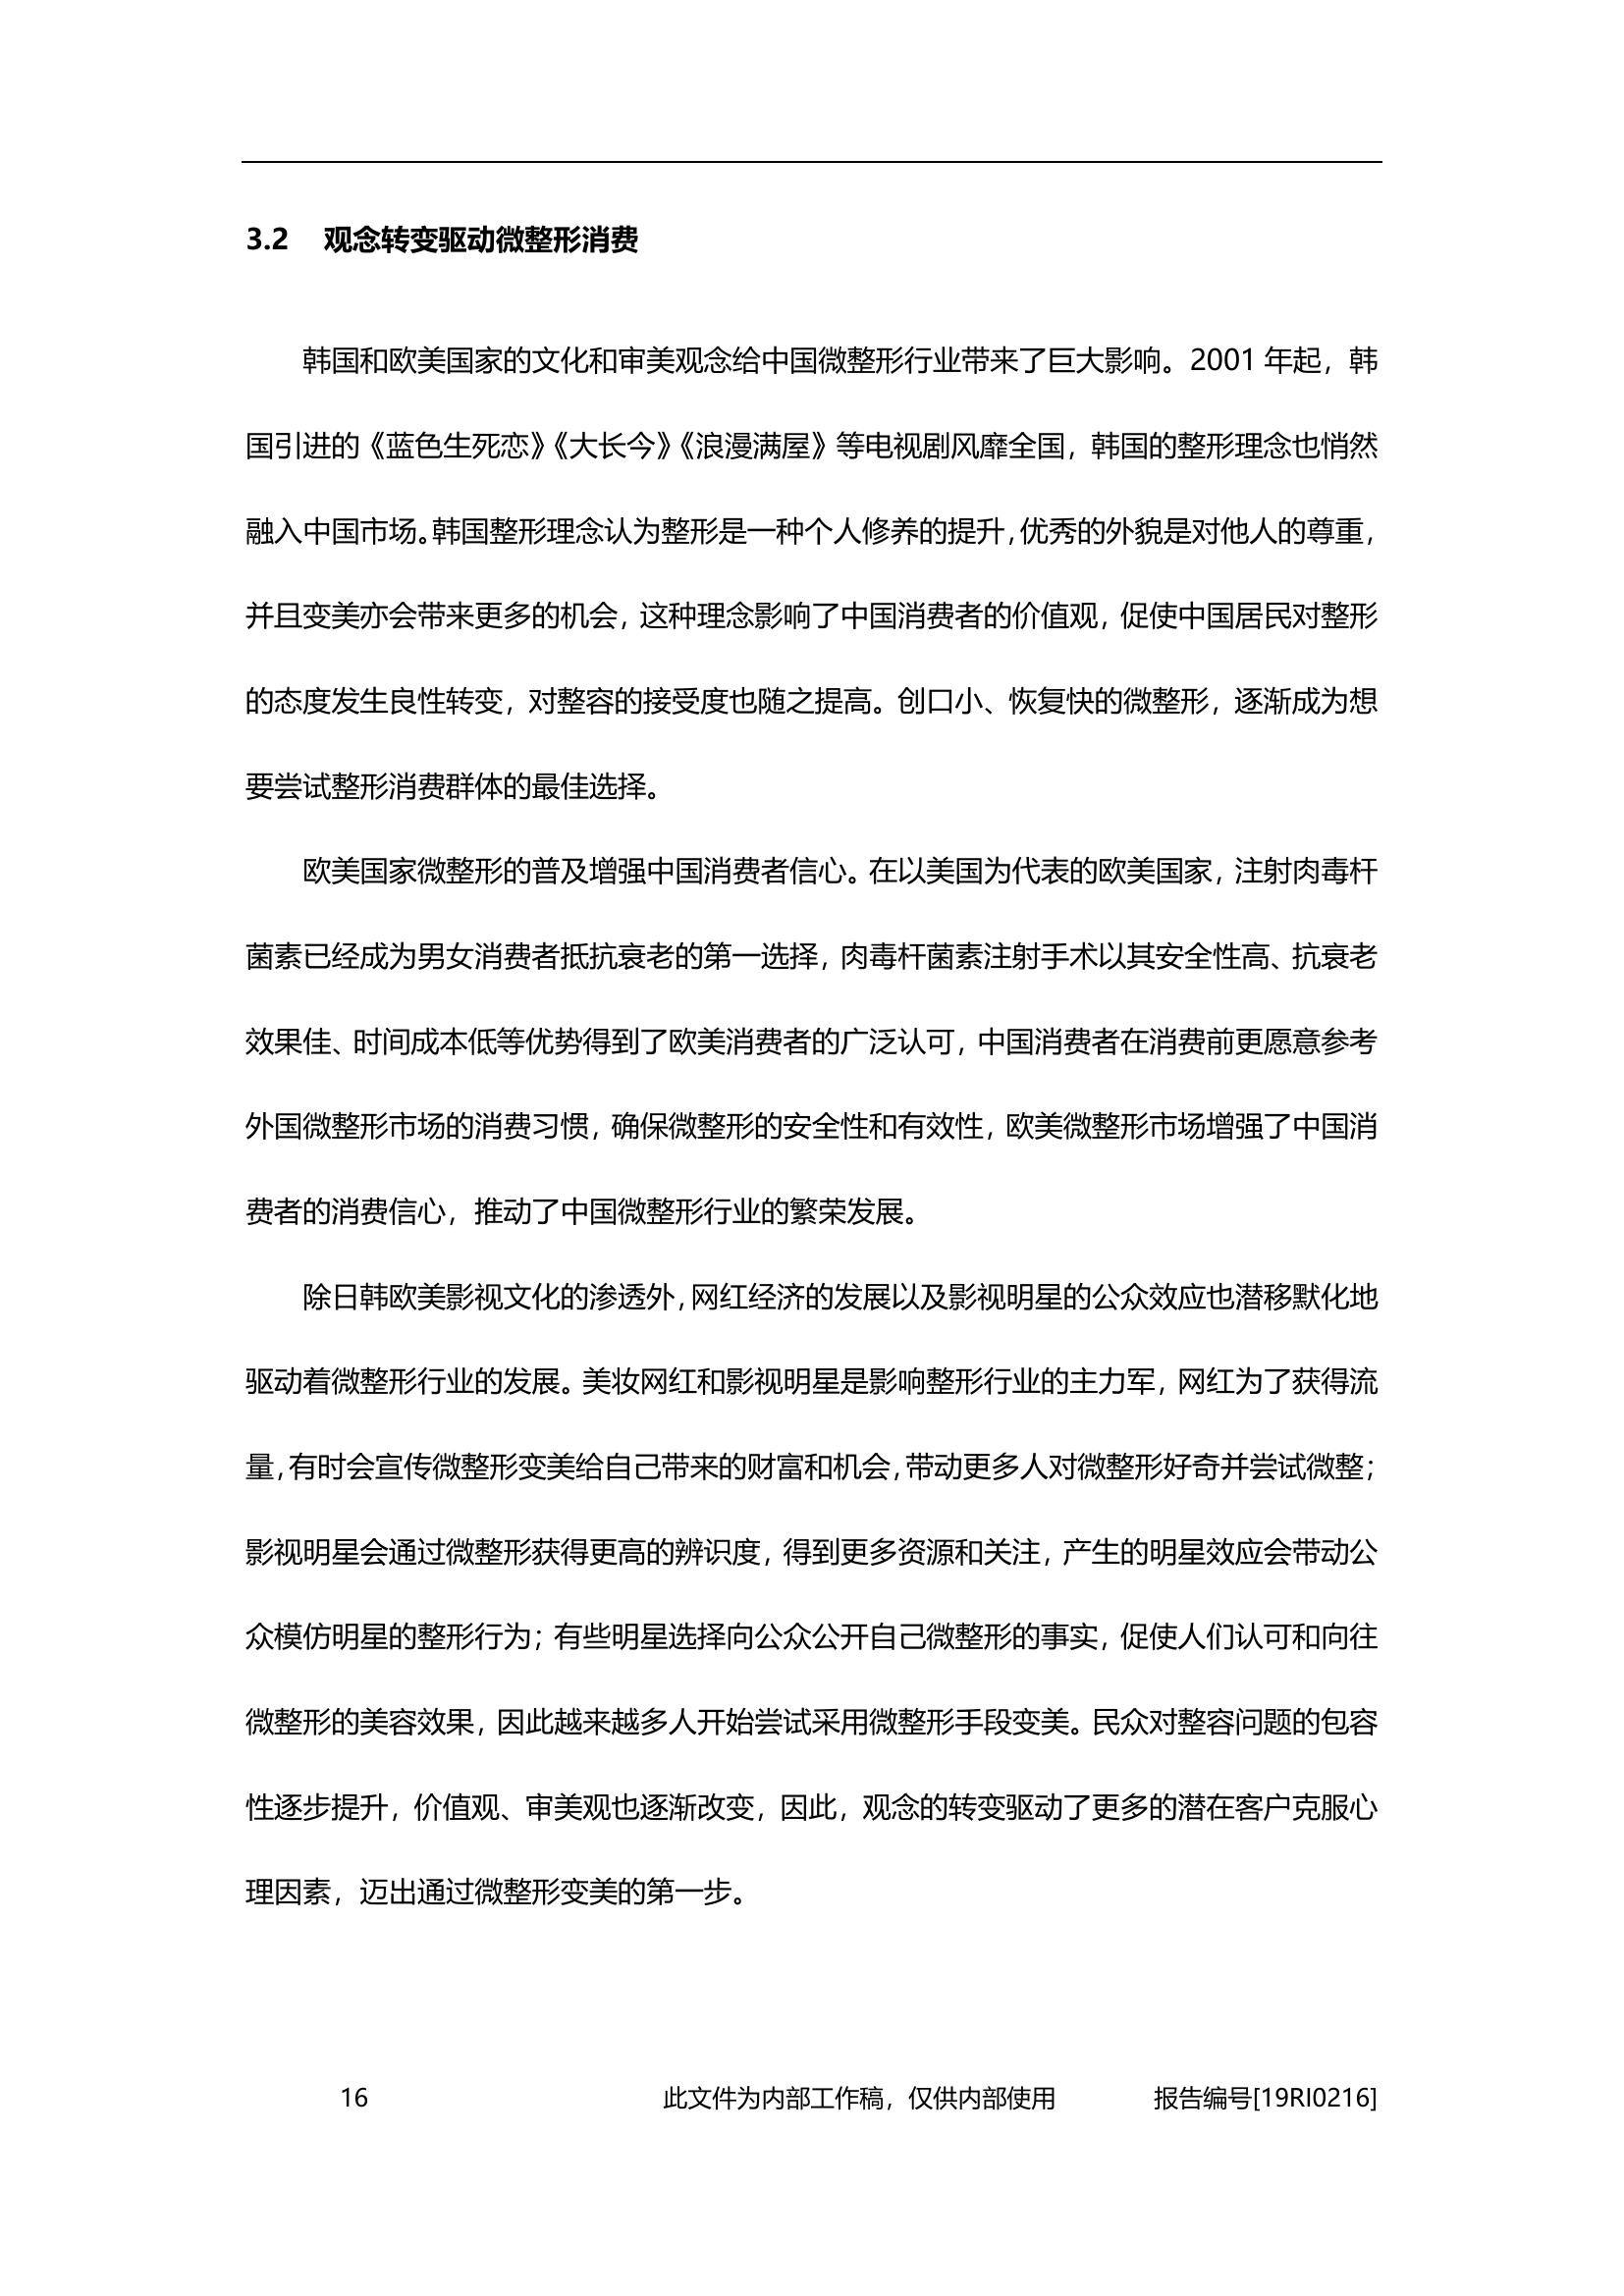 3.2 观念转变驱动微整形消费
韩国和欧美国家的文化和审美观念给中国微整形行业带来了巨大影响。2001 年起，韩
国引进的《蓝色生死恋》《大长今》《浪漫满屋》等电视剧风靡全国，韩国的整形理念也悄然
融入中国市场。韩国整形理念认为整形是一种个人修养的提升，优秀的外貌是对他人的尊重，
并且变美亦会带来更多的机会，这种理念影响了中国消费者的价值观，促使中国居民对整形
的态度发生良性转变，对整容的接受度也随之提高。创口小、恢复快的微整形，逐渐成为想
要尝试整形消费群体的最佳选择。
欧美国家微整形的普及增强中国消费者信心。在以美国为代表的欧美国家，注射肉毒杆
菌素已经成为男女消费者抵抗衰老的第一选择，肉毒杆菌素注射手术以其安全性高、抗衰老
效果佳、时间成本低等优势得到了欧美消费者的广泛认可，中国消费者在消费前更愿意参考
外国微整形市场的消费习惯，确保微整形的安全性和有效性，欧美微整形市场增强了中国消
费者的消费信心，推动了中国微整形行业的繁荣发展。
除日韩欧美影视文化的渗透外，网红经济的发展以及影视明星的公众效应也潜移默化地
驱动着微整形行业的发展。美妆网红和影视明星是影响整形行业的主力军，网红为了获得流
量，有时会宣传微整形变美给自己带来的财富和机会，带动更多人对微整形好奇并尝试微整；
影视明星会通过微整形获得更高的辨识度，得到更多资源和关注，产生的明星效应会带动公
众模仿明星的整形行为；有些明星选择向公众公开自己微整形的事实，促使人们认可和向往
微整形的美容效果，因此越来越多人开始尝试采用微整形手段变美。民众对整容问题的包容
性逐步提升，价值观、审美观也逐渐改变，因此，观念的转变驱动了更多的潜在客户克服心
理因素，迈出通过微整形变美的第一步。
16 此文件为内部工作稿，仅供内部使用 报告编号[19RI0216]